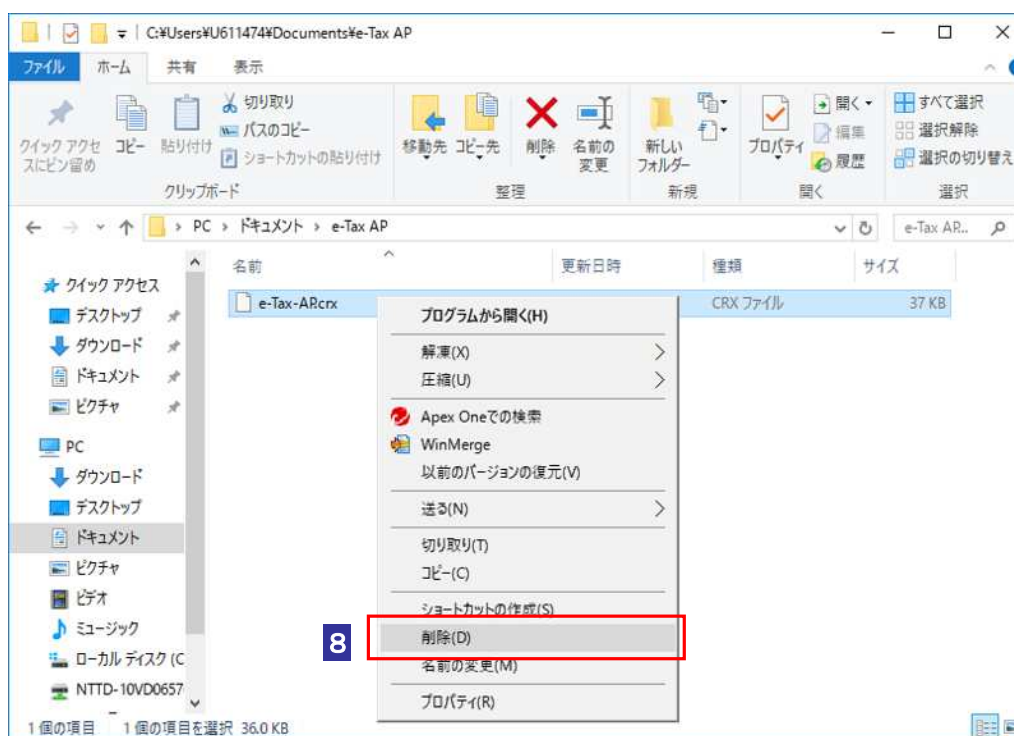 C:¥Users¥U611474¥Documents¥e-Tax AP
ファイル ホーム 共有 表示
クイック アクセスにピン留め
コピー
貼り付け
切り取り
パスのコピー
ショートカットの貼り付け
クリップボード
移動先
コピー先
削除
名前の変更
整理
新しいフォルダー
新規
プロパティ
開く
編集
履歴
開く
すべて選択
選択解除
選択の切り替え
選択
PC › ドキュメント › e-Tax AP
e-Tax AP..
名前 更新日時 種類 サイズ
e-Tax-AP.crx CRX ファイル 37 KB
クイック アクセス
デスクトップ
ダウンロード
ドキュメント
ピクチャ
PC
ダウンロード
デスクトップ
ドキュメント
ピクチャ
ビデオ
ミュージック
ローカル ディスク (C
NTTD-10VD0657
プログラムから開く(H)
解凍(X)
圧縮(U)
Apex Oneでの検索
WinMerge
以前のバージョンの復元(V)
送る(N)
切り取り(T)
コピー(C)
ショートカットの作成(S)
8
削除(D)
名前の変更(M)
プロパティ(R)
1 個の項目 1 個の項目を選択 36.0 KB